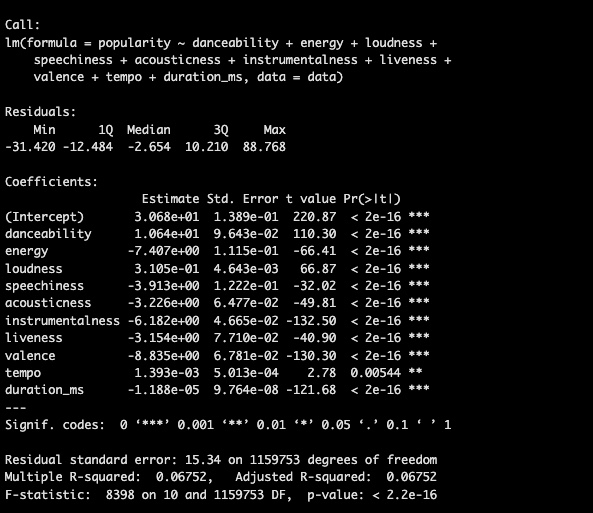 Call:
lm(formula = popularity ~ danceability + energy + loudness +
    speechiness + acousticness + instrumentalness + liveness +
    valence + tempo + duration_ms, data = data)

Residuals:
    Min      1Q  Median      3Q     Max
-31.420 -12.484  -2.654  10.210  88.768

Coefficients:
                   Estimate Std. Error t value Pr(>|t|)
(Intercept)       3.068e+01  1.389e-01  220.87  < 2e-16 ***
danceability      1.064e+01  9.643e-02  110.30  < 2e-16 ***
energy           -7.407e+00  1.115e-01  -66.41  < 2e-16 ***
loudness          3.105e-01  4.643e-03   66.87  < 2e-16 ***
speechiness      -3.913e+00  1.222e-01  -32.02  < 2e-16 ***
acousticness     -3.226e+00  6.477e-02  -49.81  < 2e-16 ***
instrumentalness -6.182e+00  4.665e-02 -132.50  < 2e-16 ***
liveness         -3.154e+00  7.710e-02  -40.90  < 2e-16 ***
valence          -8.835e+00  6.781e-02 -130.30  < 2e-16 ***
tempo             1.393e-03  5.013e-04    2.78  0.00544 **
duration_ms      -1.188e-05  9.764e-08 -121.68  < 2e-16 ***
---
Signif. codes:  0 ‘***’ 0.001 ‘**’ 0.01 ‘*’ 0.05 ‘.’ 0.1 ‘ ’ 1

Residual standard error: 15.34 on 1159753 degrees of freedom
Multiple R-squared:  0.06752,	Adjusted R-squared:  0.06752
F-statistic:  8398 on 10 and 1159753 DF,  p-value: < 2.2e-16